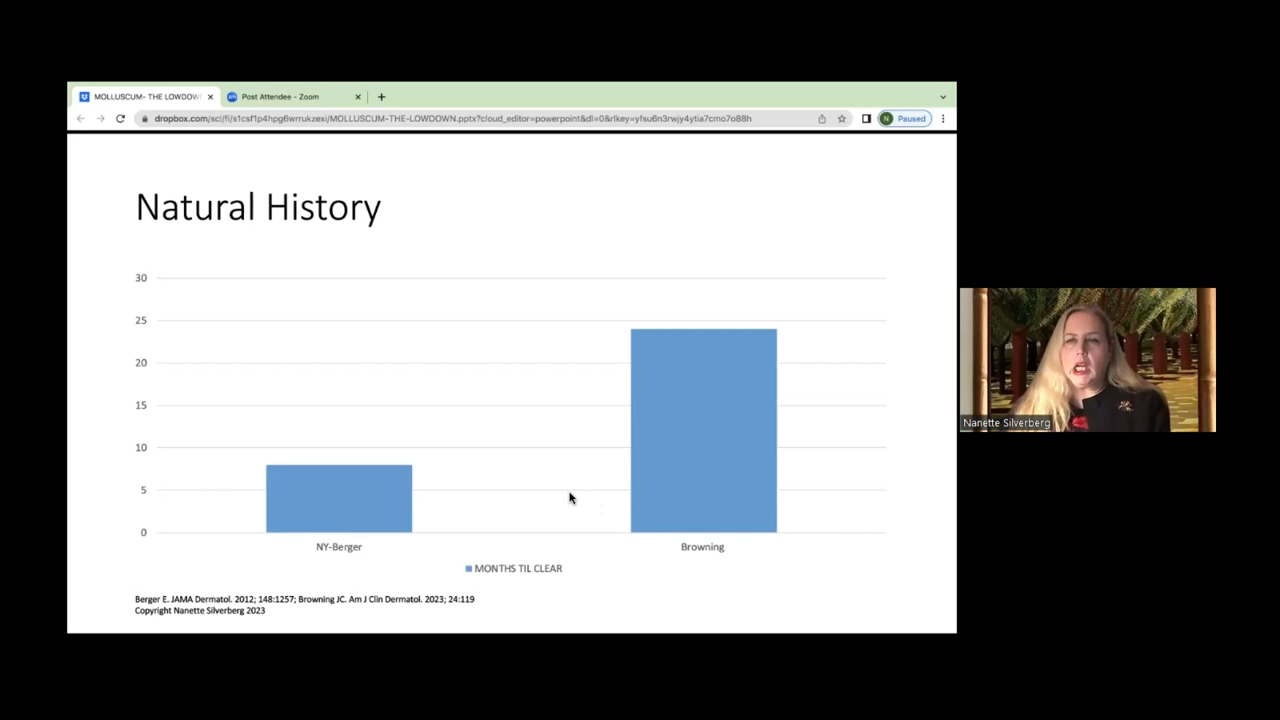 MOLLUSCUM- THE LOWDOW
Post Attendee - Zoom
dropbox.com/scl/fi/s1csf1p4hpg6wrrukzexi/MOLLUSCUM-THE-LOWDOWN.pptx?cloud_editor=powerpoint&dl=0&rlkey=yfsu6n3rwjy4ytia7cmo7o88h
N Paused
Natural History
30
25
20
15
10
5
0
NY-Berger
Browning
MONTHS TIL CLEAR
Berger E. JAMA Dermatol. 2012; 148:1257; Browning JC. Am J Clin Dermatol. 2023; 24:119
Copyright Nanette Silverberg 2023
Nanette Silverberg